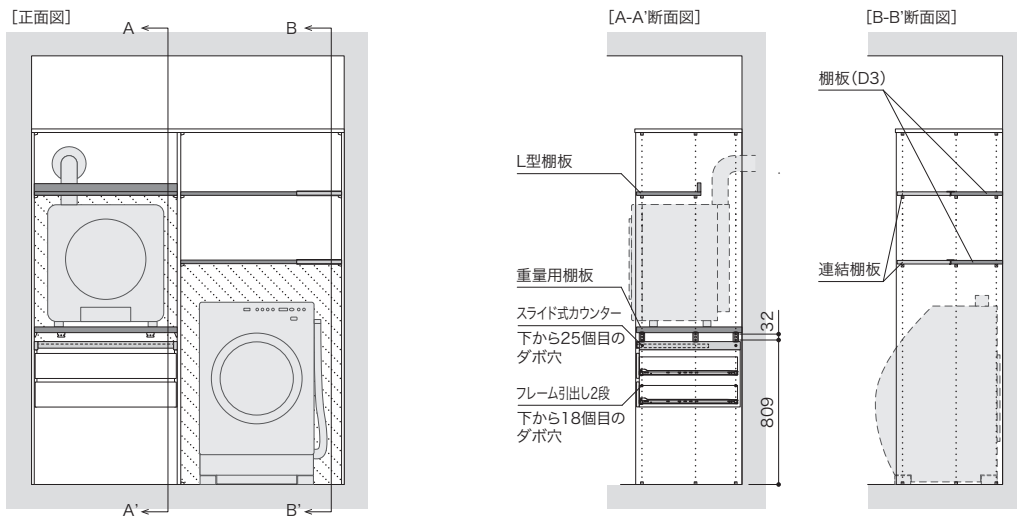 [正面図]
A
B
A'
B'
[A-A'断面図]
L型棚板
重量用棚板
スライド式カウンター
下から25個目の
ダボ穴
フレーム引出し2段
下から18個目の
ダボ穴
32
809
[B-B'断面図]
棚板(D3)
連結棚板